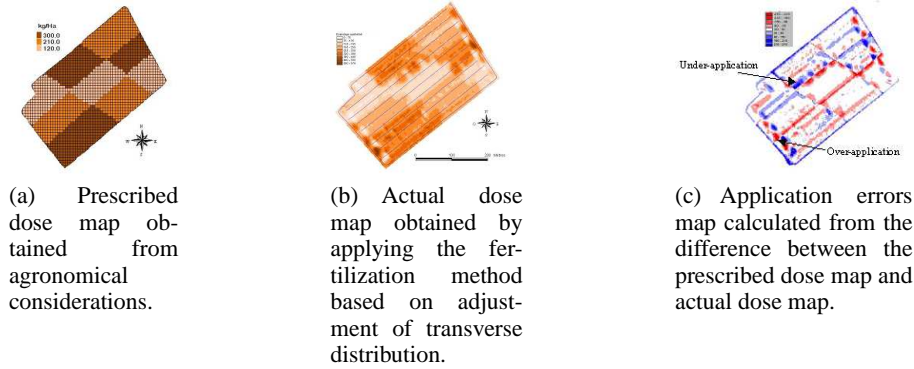 kg/Ha
300.0
210.0
120.0
Under-application
Over-application
(a) Prescribed
dose map ob-
tained from
agronomical
considerations.
(b) Actual dose
map obtained by
applying the fer-
tilization method
based on adjust-
ment of transverse
distribution.
(c) Application errors
map calculated from the
difference between the
prescribed dose map and
actual dose map.